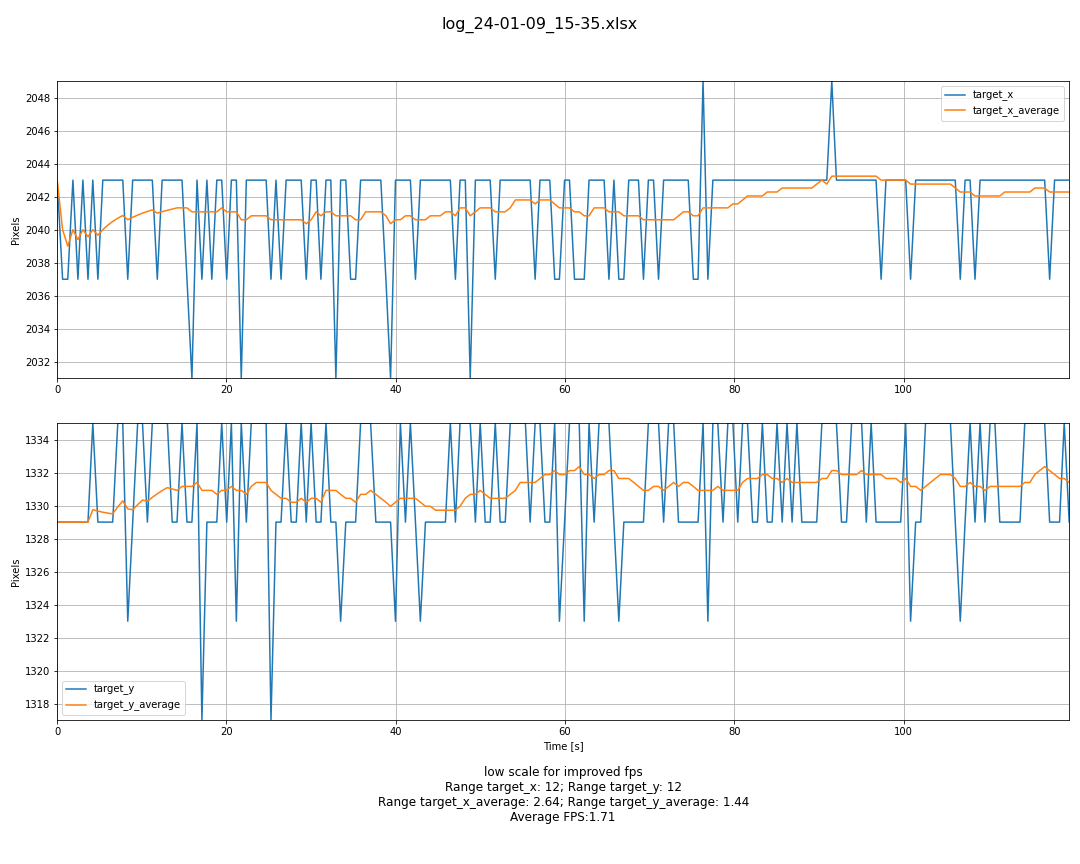 log_24-01-09_15-35.xlsx
2048
2046
2044
2042
2040
2038
2036
2034
2032
Pixels
target_x
target_x_average
0 20 40 60 80 100
1334
1332
1330
1328
1326
1324
1322
1320
1318
Pixels
target_y
target_y_average
0 20 40 60 80 100
Time [s]
low scale for improved fps
Range target_x: 12; Range target_y: 12
Range target_x_average: 2.64; Range target_y_average: 1.44
Average FPS:1.71